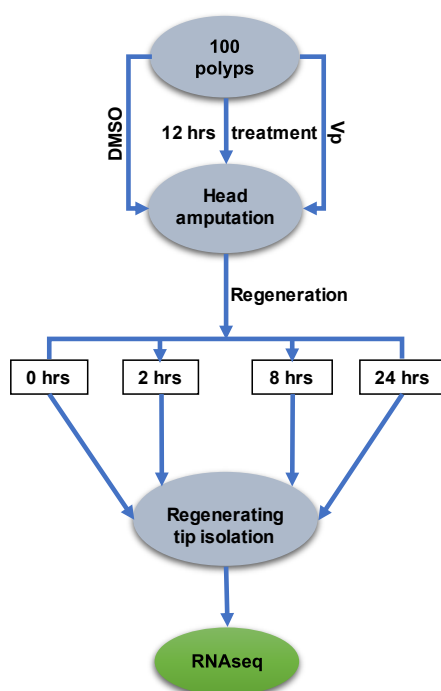 100
polyps
DMSO
12 hrs treatment
Vp
Head
amputation
Regeneration
0 hrs
2 hrs
8 hrs
24 hrs
Regenerating
tip isolation
RNAseq